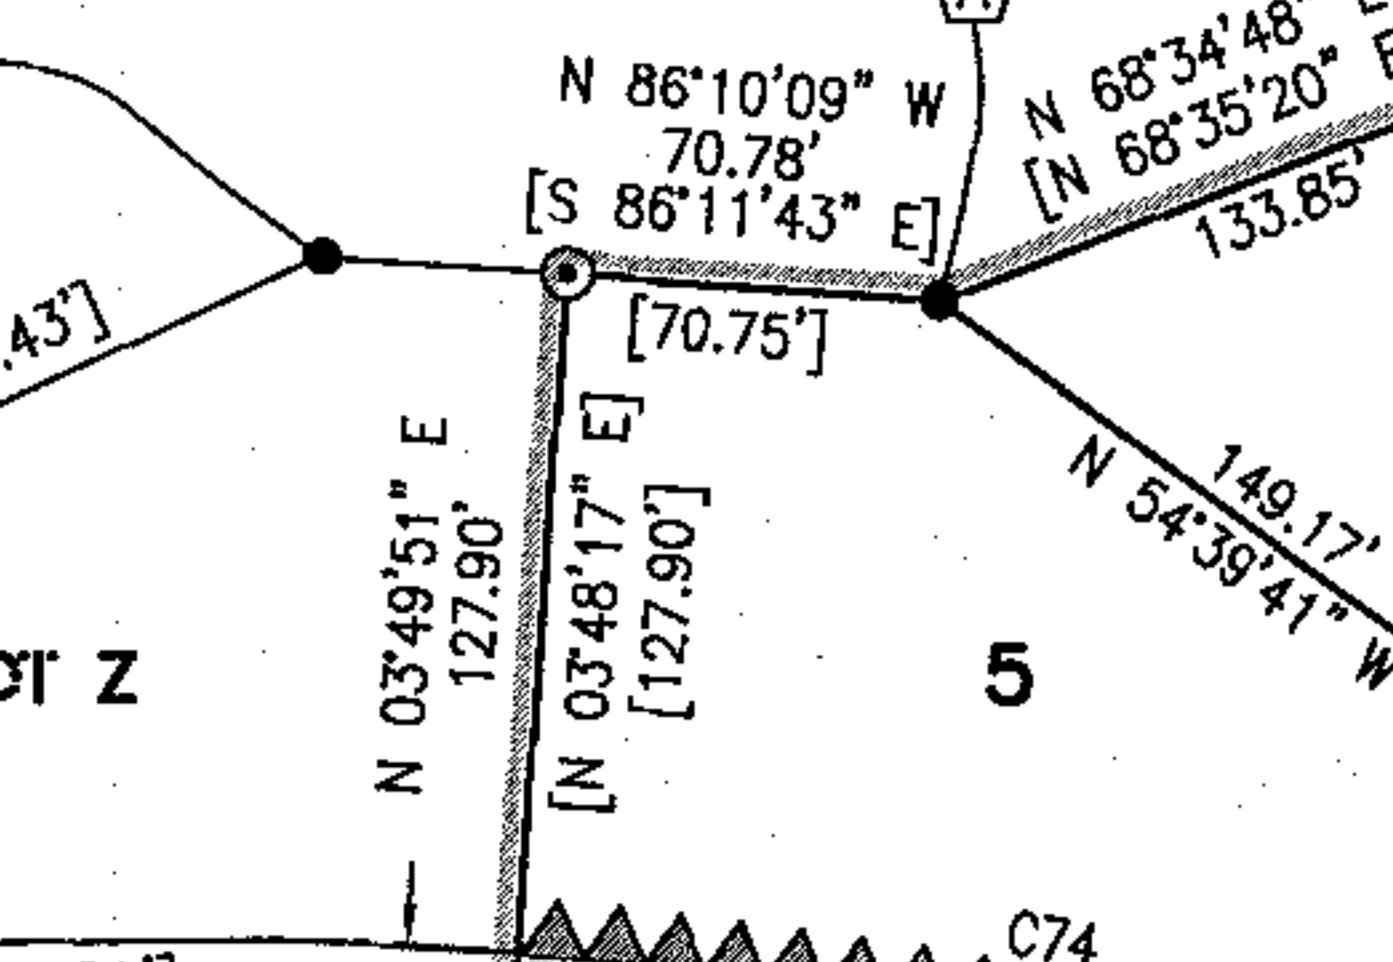 N 86°10'09" W
70.78'
[S 86°11'43" E]
[70.75']
N 68°34'48"
[N 68°35'20" E
133.85'
.43']
N 03°49'51" E
127.90'
[N 03°48'17" E]
[127.90']
149.17'
N 54°39'41" W
5
C74